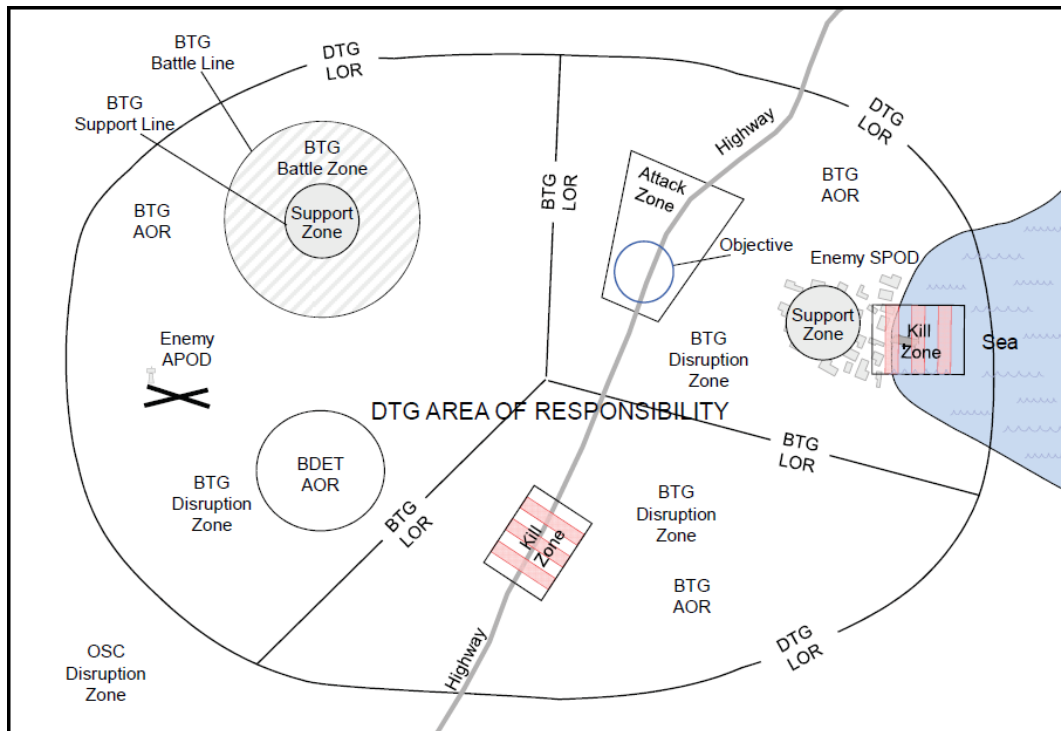 BTG
Battle Line
DTG
LOR
BTG
Support Line
BTG
Battle Zone
Support
Zone
BTG
AOR
BTG
LOR
Highway
Attack
Zone
Objective
DTG
LOR
BTG
AOR
Enemy SPOD
Support
Zone
Kill
Zone
Sea
BTG
Disruption
Zone
Enemy
APOD
DTG AREA OF RESPONSIBILITY
BDET
AOR
BTG
Disruption
Zone
BTG
LOR
BTG
LOR
Kill
Zone
BTG
Disruption
Zone
BTG
AOR
Highway
DTG
LOR
OSC
Disruption
Zone